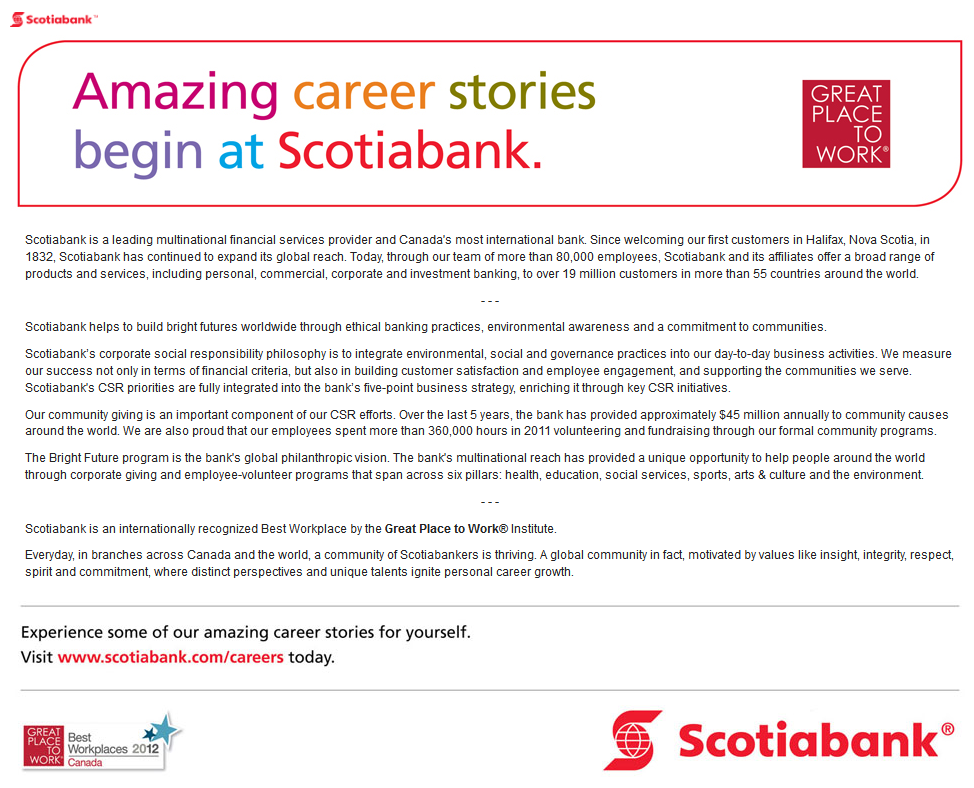 Scotiabank™
Amazing career stories
begin at Scotiabank.
GREAT
PLACE
TO
WORK®
Scotiabank is a leading multinational financial services provider and Canada's most international bank. Since welcoming our first customers in Halifax, Nova Scotia, in
1832, Scotiabank has continued to expand its global reach. Today, through our team of more than 80,000 employees, Scotiabank and its affiliates offer a broad range of
products and services, including personal, commercial, corporate and investment banking, to over 19 million customers in more than 55 countries around the world.
- - -
Scotiabank helps to build bright futures worldwide through ethical banking practices, environmental awareness and a commitment to communities.
Scotiabank's corporate social responsibility philosophy is to integrate environmental, social and governance practices into our day-to-day business activities. We measure
our success not only in terms of financial criteria, but also in building customer satisfaction and employee engagement, and supporting the communities we serve.
Scotiabank's CSR priorities are fully integrated into the bank's five-point business strategy, enriching it through key CSR initiatives.
Our community giving is an important component of our CSR efforts. Over the last 5 years, the bank has provided approximately $45 million annually to community causes
around the world. We are also proud that our employees spent more than 360,000 hours in 2011 volunteering and fundraising through our formal community programs.
The Bright Future program is the bank's global philanthropic vision. The bank's multinational reach has provided a unique opportunity to help people around the world
through corporate giving and employee-volunteer programs that span across six pillars: health, education, social services, sports, arts & culture and the environment.
- - -
Scotiabank is an internationally recognized Best Workplace by the Great Place to Work® Institute.
Everyday, in branches across Canada and the world, a community of Scotiabankers is thriving. A global community in fact, motivated by values like insight, integrity, respect,
spirit and commitment, where distinct perspectives and unique talents ignite personal career growth.
Experience some of our amazing career stories for yourself.
Visit www.scotiabank.com/careers today.
GREAT
PLACE
TO
WORK®
Best
Workplaces 2012
Canada
Scotiabank®